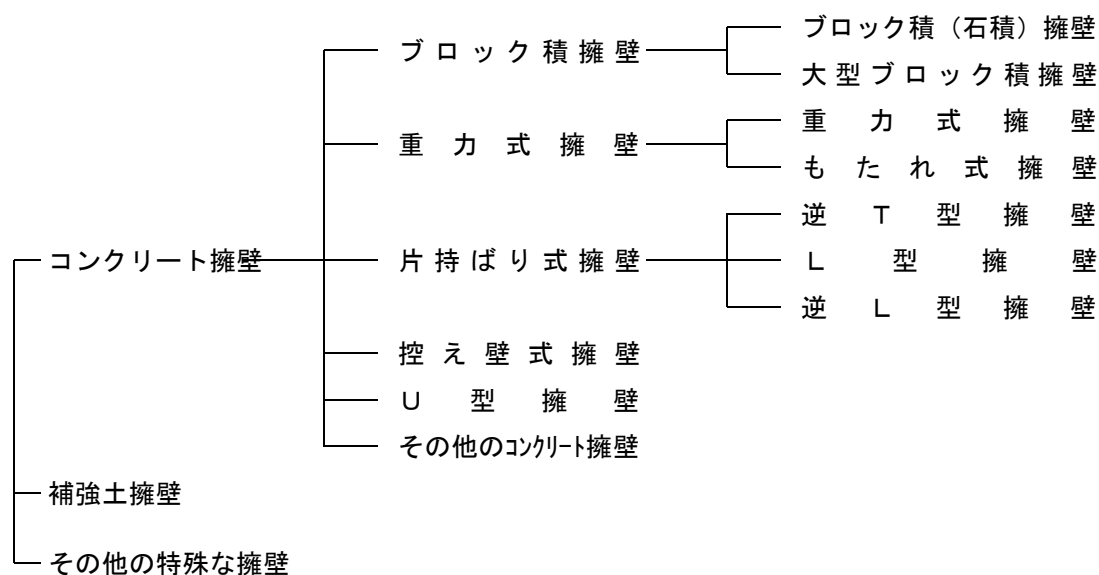 ブロック積（石積）擁壁
ブロック積擁壁
大型ブロック積擁壁
重力式擁壁
重力式擁壁
もたれ式擁壁
逆Ｔ型擁壁
コンクリート擁壁
片持ばり式擁壁
Ｌ型擁壁
逆Ｌ型擁壁
控え壁式擁壁
Ｕ型擁壁
その他のｺﾝｸﾘｰﾄ擁壁
補強土擁壁
その他の特殊な擁壁